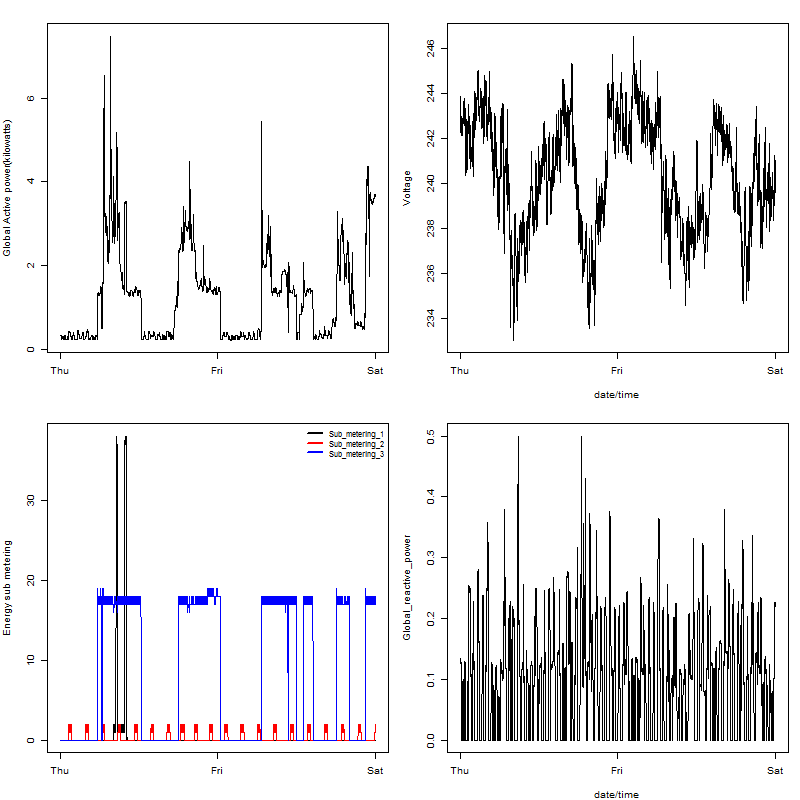 Global Active power(kilowatts)
0
2
4
6
Thu
Fri
Sat
Voltage
234
236
238
240
242
244
246
Thu
Fri
Sat
date/time
Energy sub metering
0
10
20
30
Sub_metering_1
Sub_metering_2
Sub_metering_3
Thu
Fri
Sat
Global_reactive_power
0.0
0.1
0.2
0.3
0.4
0.5
Thu
Fri
Sat
date/time